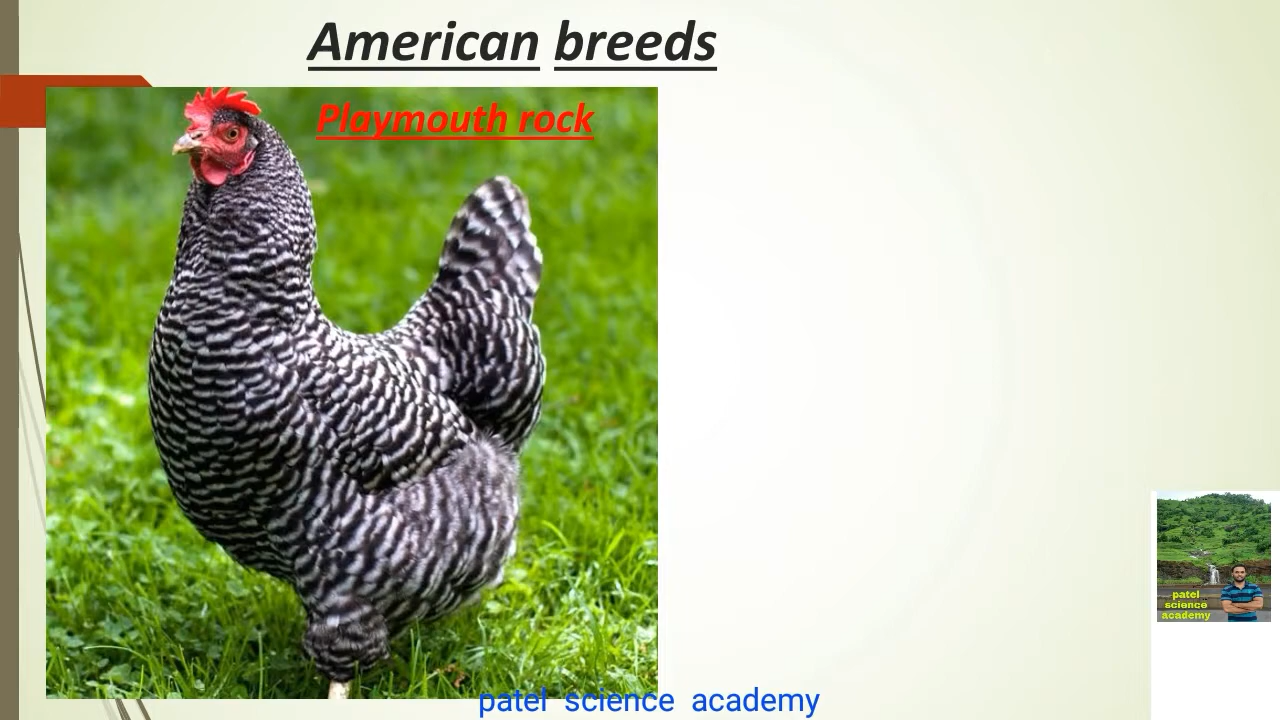 American breeds
Playmouth rock
patel
science
academy
patel science academy